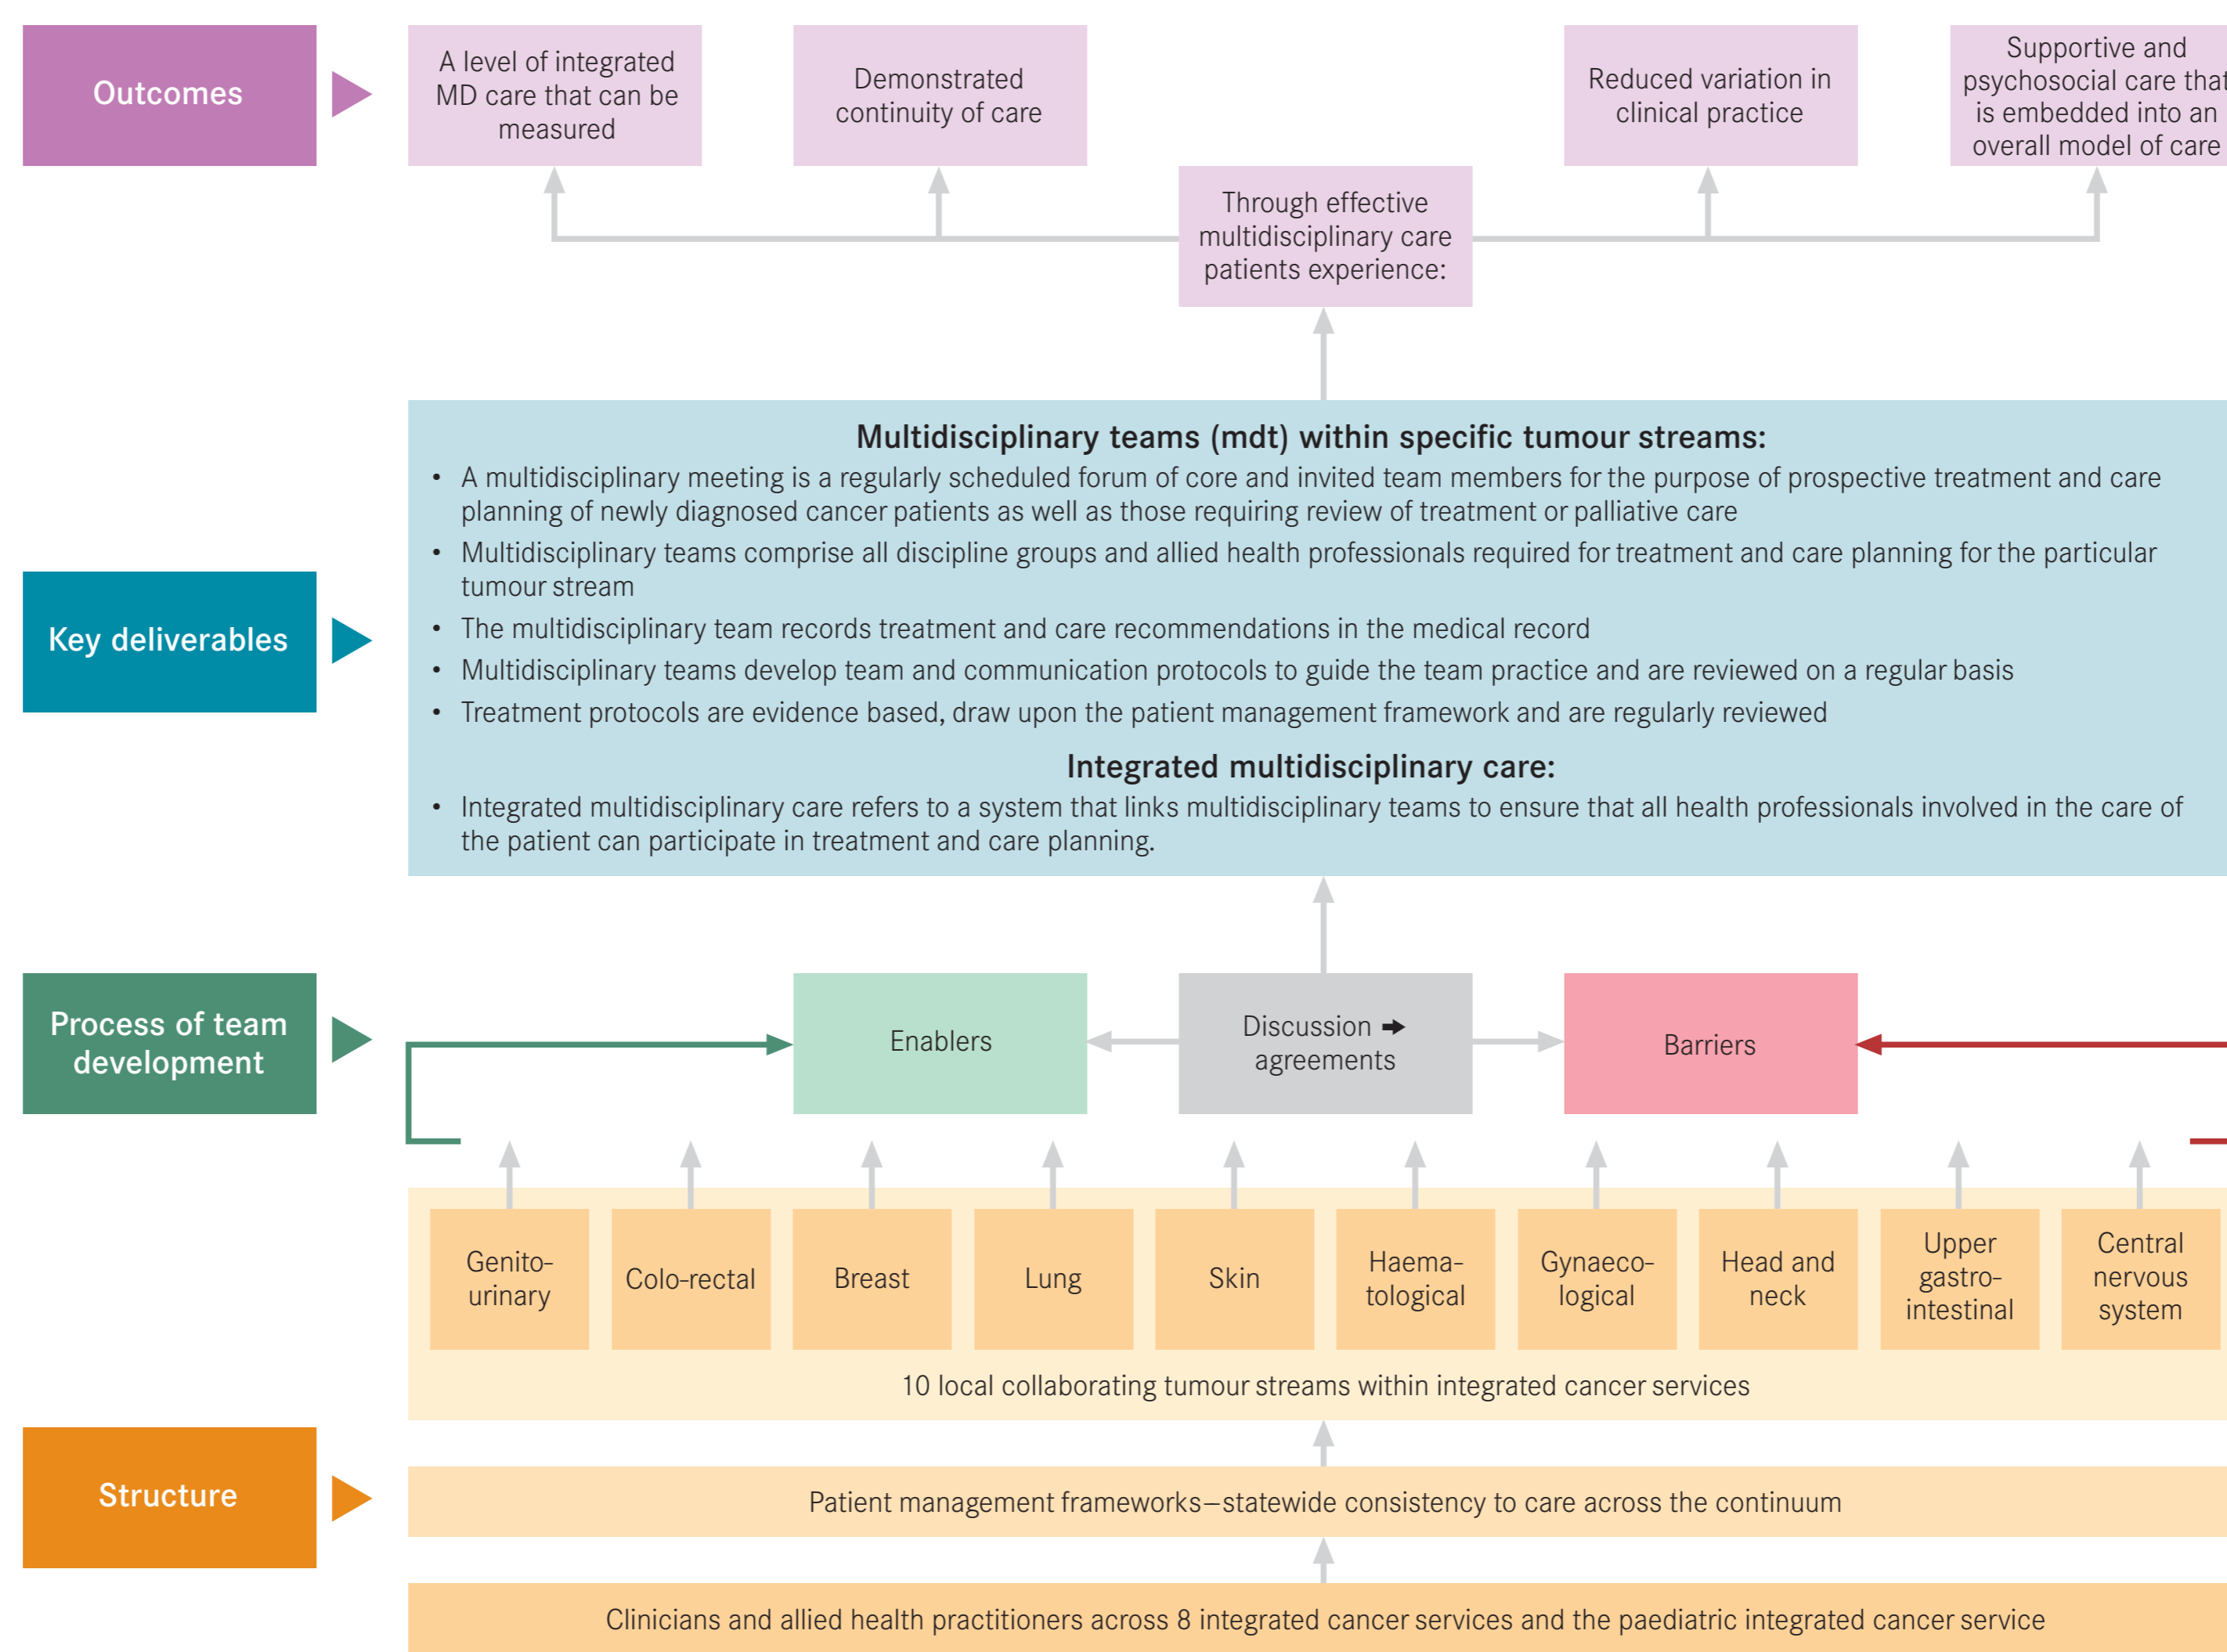 Outcomes
A level of integrated
MD care that can be
measured
Demonstrated
continuity of care
Reduced variation in
clinical practice
Supportive and
psychosocial care that
is embedded into an
overall model of care
Through effective
multidisciplinary care
patients experience:
Key deliverables
Multidisciplinary teams (mdt) within specific tumour streams:
• A multidisciplinary meeting is a regularly scheduled forum of core and invited team members for the purpose of prospective treatment and care
planning of newly diagnosed cancer patients as well as those requiring review of treatment or palliative care
• Multidisciplinary teams comprise all discipline groups and allied health professionals required for treatment and care planning for the particular
tumour stream
• The multidisciplinary team records treatment and care recommendations in the medical record
• Multidisciplinary teams develop team and communication protocols to guide the team practice and are reviewed on a regular basis
• Treatment protocols are evidence based, draw upon the patient management framework and are regularly reviewed
Integrated multidisciplinary care:
• Integrated multidisciplinary care refers to a system that links multidisciplinary teams to ensure that all health professionals involved in the care of
the patient can participate in treatment and care planning.
Process of team
development
Enablers
Discussion ➡
agreements
Barriers
Genito-
urinary
Colo-rectal
Breast
Lung
Skin
Haema-
tological
Gynaeco-
logical
Head and
neck
Upper
gastro-
intestinal
Central
nervous
system
10 local collaborating tumour streams within integrated cancer services
Structure
Patient management frameworks–statewide consistency to care across the continuum
Clinicians and allied health practitioners across 8 integrated cancer services and the paediatric integrated cancer service